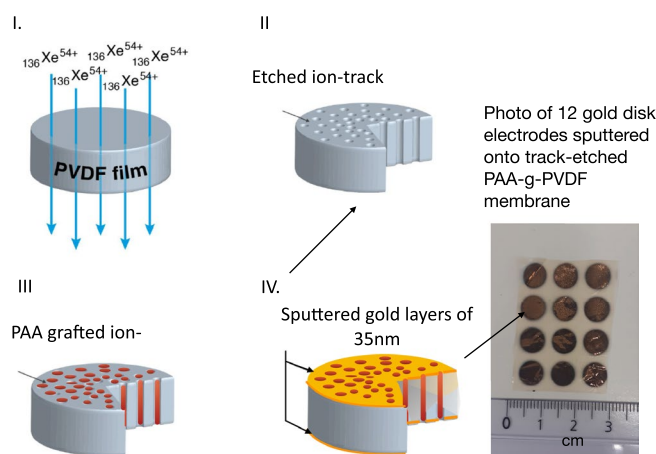 I.
136Xe54+
136Xe54+
136Xe54+
136Xe54+
136Xe54+
PVDF film
II
Etched ion-track
Photo of 12 gold disk
electrodes sputtered
onto track-etched
PAA-g-PVDF
membrane
III
PAA grafted ion-
IV.
Sputtered gold layers of
35nm
0 1 2 3
cm